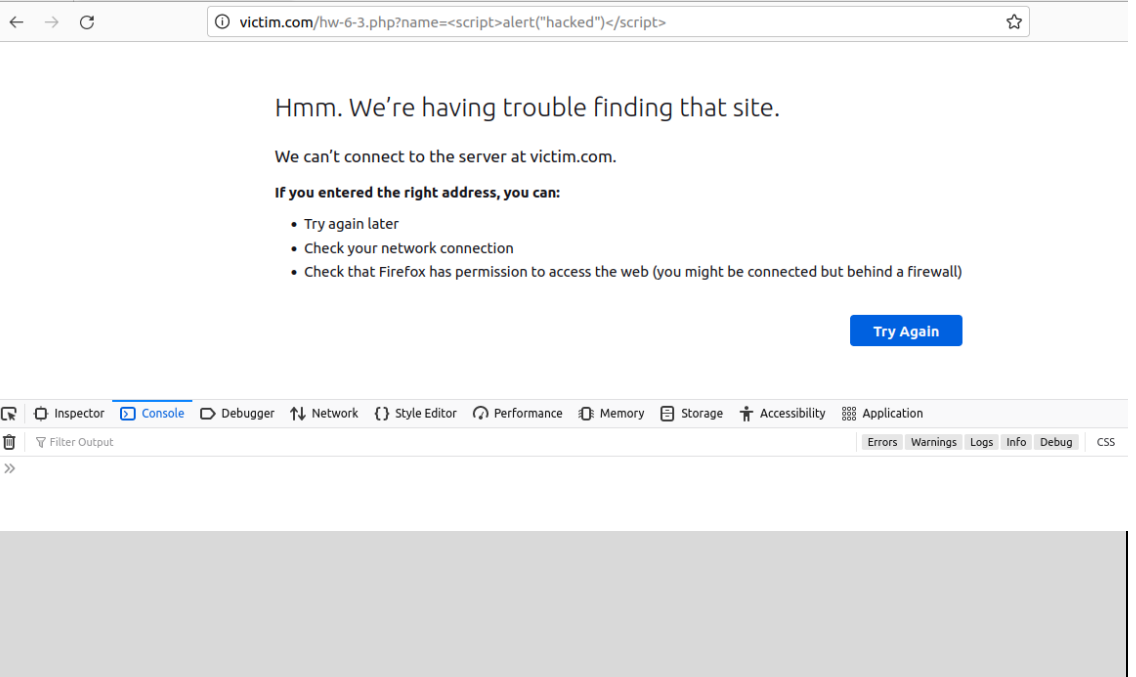 victim.com/hw-6-3.php?name=<script>alert("hacked")</script>
Hmm. We’re having trouble finding that site.
We can’t connect to the server at victim.com.
If you entered the right address, you can:
• Try again later
• Check your network connection
• Check that Firefox has permission to access the web (you might be connected but behind a firewall)
Try Again
Inspector Console Debugger Network Style Editor Performance Memory Storage Accessibility Application
Filter Output Errors Warnings Logs Info Debug CSS